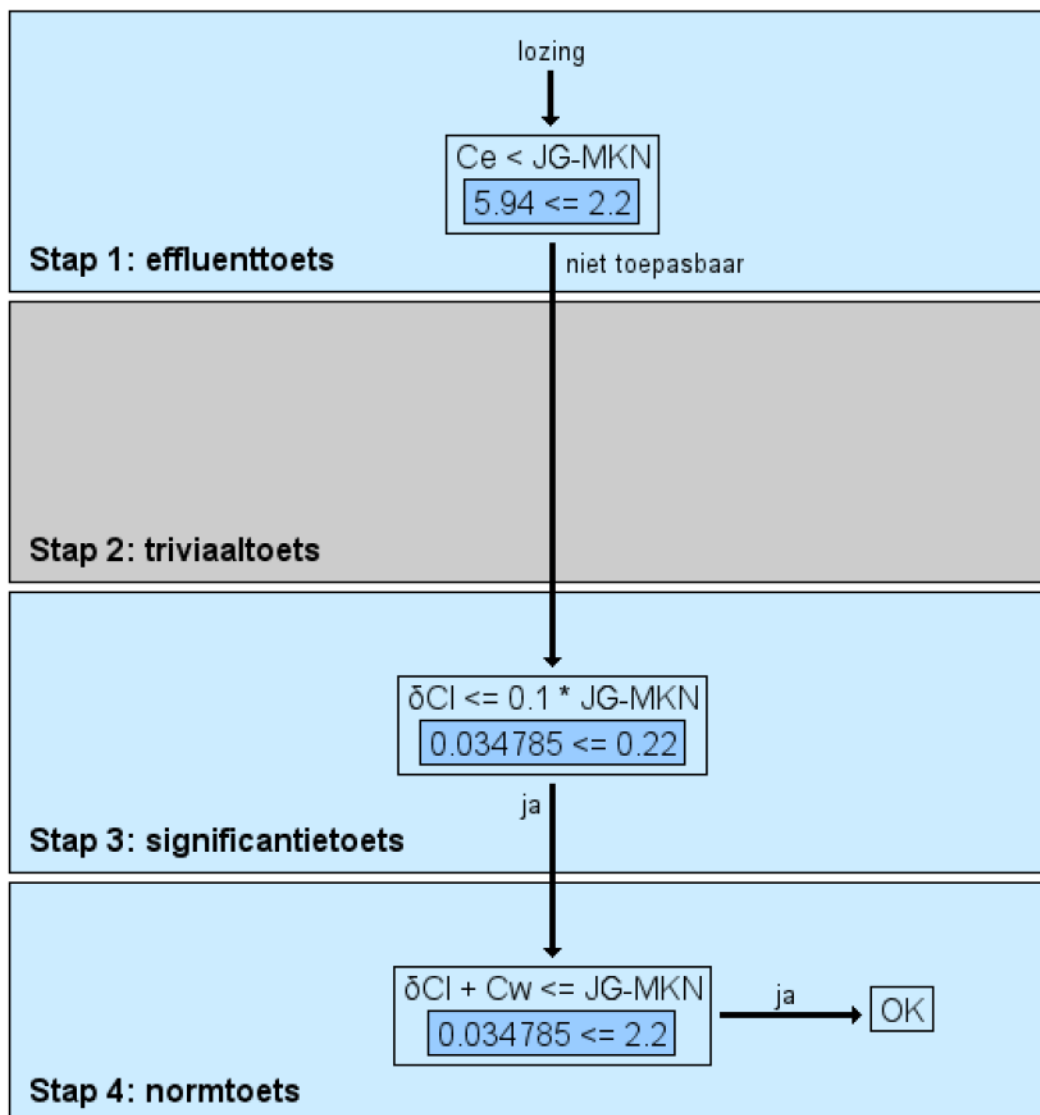 lozing
Ce < JG-MKN
5.94 <= 2.2
niet toepasbaar
Stap 1: effluenttoets
Stap 2: triviaaltoets
δCl <= 0.1 * JG-MKN
0.034785 <= 0.22
ja
Stap 3: significantietoets
δCl + Cw <= JG-MKN
0.034785 <= 2.2
ja
OK
Stap 4: normtoets